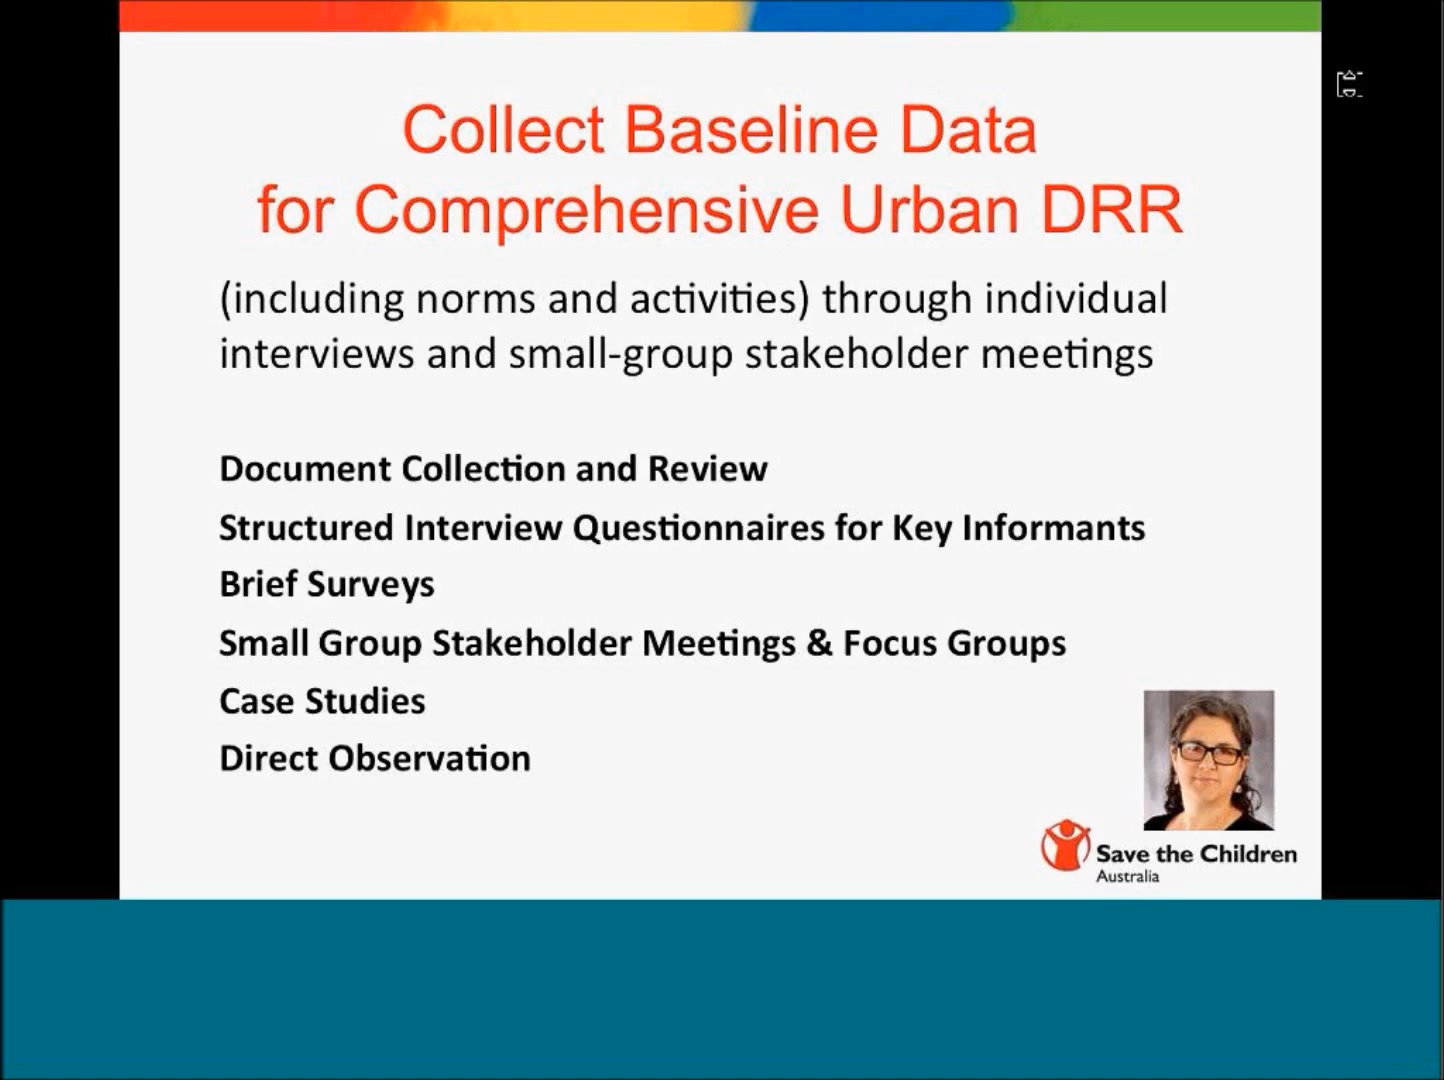 Collect Baseline Data
for Comprehensive Urban DRR
(including norms and activities) through individual
interviews and small-group stakeholder meetings
Document Collection and Review
Structured Interview Questionnaires for Key Informants
Brief Surveys
Small Group Stakeholder Meetings & Focus Groups
Case Studies
Direct Observation
Save the Children
Australia